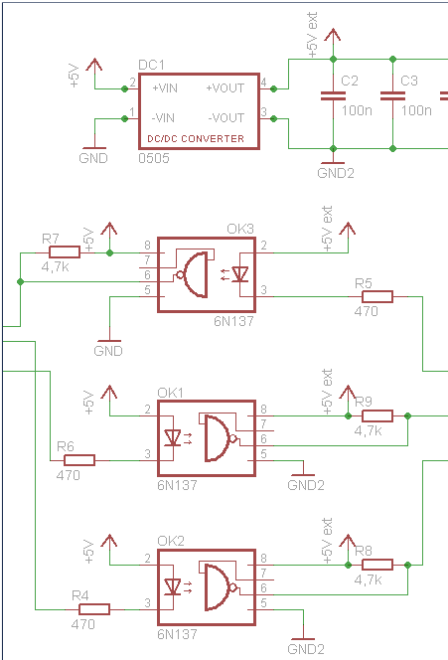 +5V ext
DC1
+5V
2
+VIN
+VOUT
4
C2
C3
100n
100n
1
-VIN
-VOUT
3
DC/DC CONVERTER
GND
0505
GND2
+5V
+5V ext
OK3
R7
8
2
4,7k
7
6
5
3
R5
470
GND
6N137
+5V
OK1
+5V ext
2
8
R9
7
4,7k
R6
3
6
5
470
6N137
GND2
+5V
OK2
+5V ext
2
8
R8
7
4,7k
R4
3
6
5
470
6N137
GND2